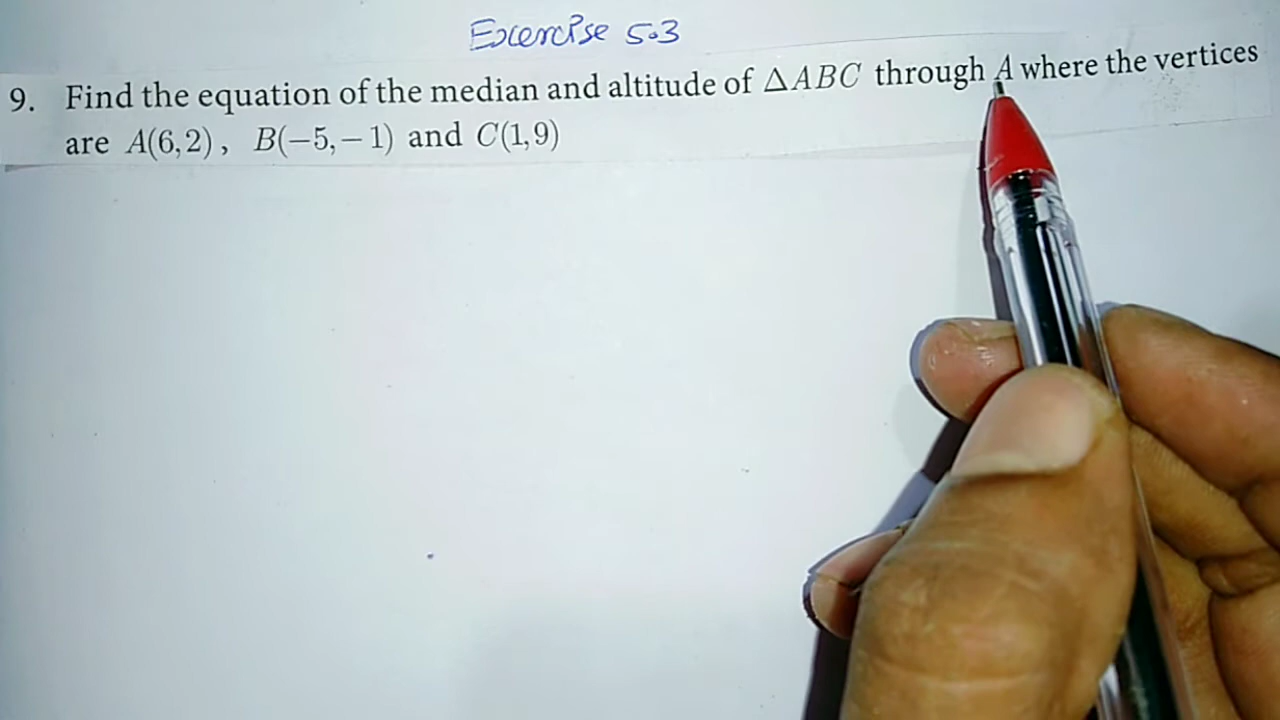 Excercise 5.3
9. Find the equation of the median and altitude of ΔABC through A where the vertices
are A(6,2), B(−5,−1) and C(1,9)